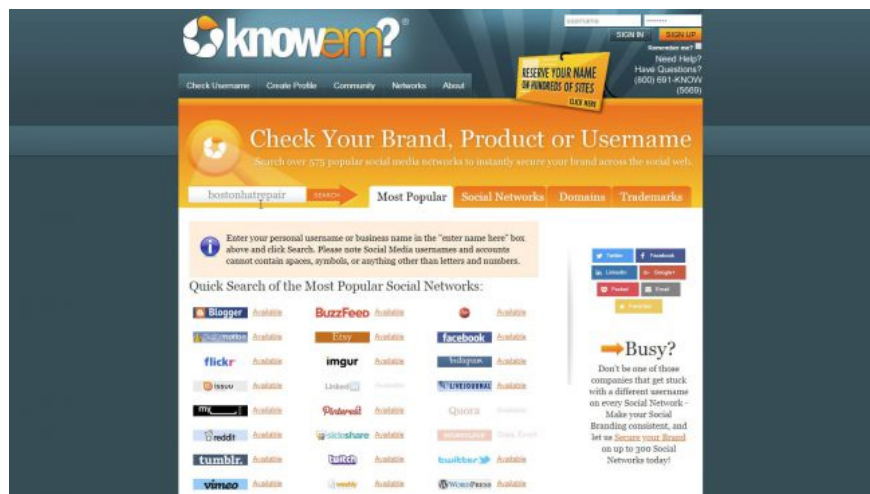 knowem?
username
SIGN IN
SIGN UP
Remember me?
Need Help?
Have Questions?
(800) 691-KNOW
(5669)
Check Username Create Profile Community Networks About
RESERVE YOUR NAME
ON HUNDREDS OF SITES
CLICK HERE
Check Your Brand, Product or Username
Search over 575 popular social media networks to instantly secure your brand across the social web.
bostonhatrepair SEARCH Most Popular Social Networks Domains Trademarks
Enter your personal username or business name in the "enter name here" box
above and click Search. Please note Social Media usernames and accounts
cannot contain spaces, symbols, or anything other than letters and numbers.
Twitter Facebook
LinkedIn Google+
Pocket Email
Quick Search of the Most Popular Social Networks:
Blogger Available BuzzFeed Available Available
dailymotion Available Etsy Available facebook Available
flickr Available imgur Available Instagram Available
issuu Available Linked in LIVEJOURNAL Available
my Available Pinterest Available Quora
reddit Available slideshare Available
tumblr. Available twitch Available twitter Available
vimeo Available weebly Available WORDPRESS Available
Busy?
Don't be one of those
companies that get stuck
with a different username
on every Social Network -
Make your Social
Branding consistent, and
let us Secure your Brand
on up to 300 Social
Networks today!